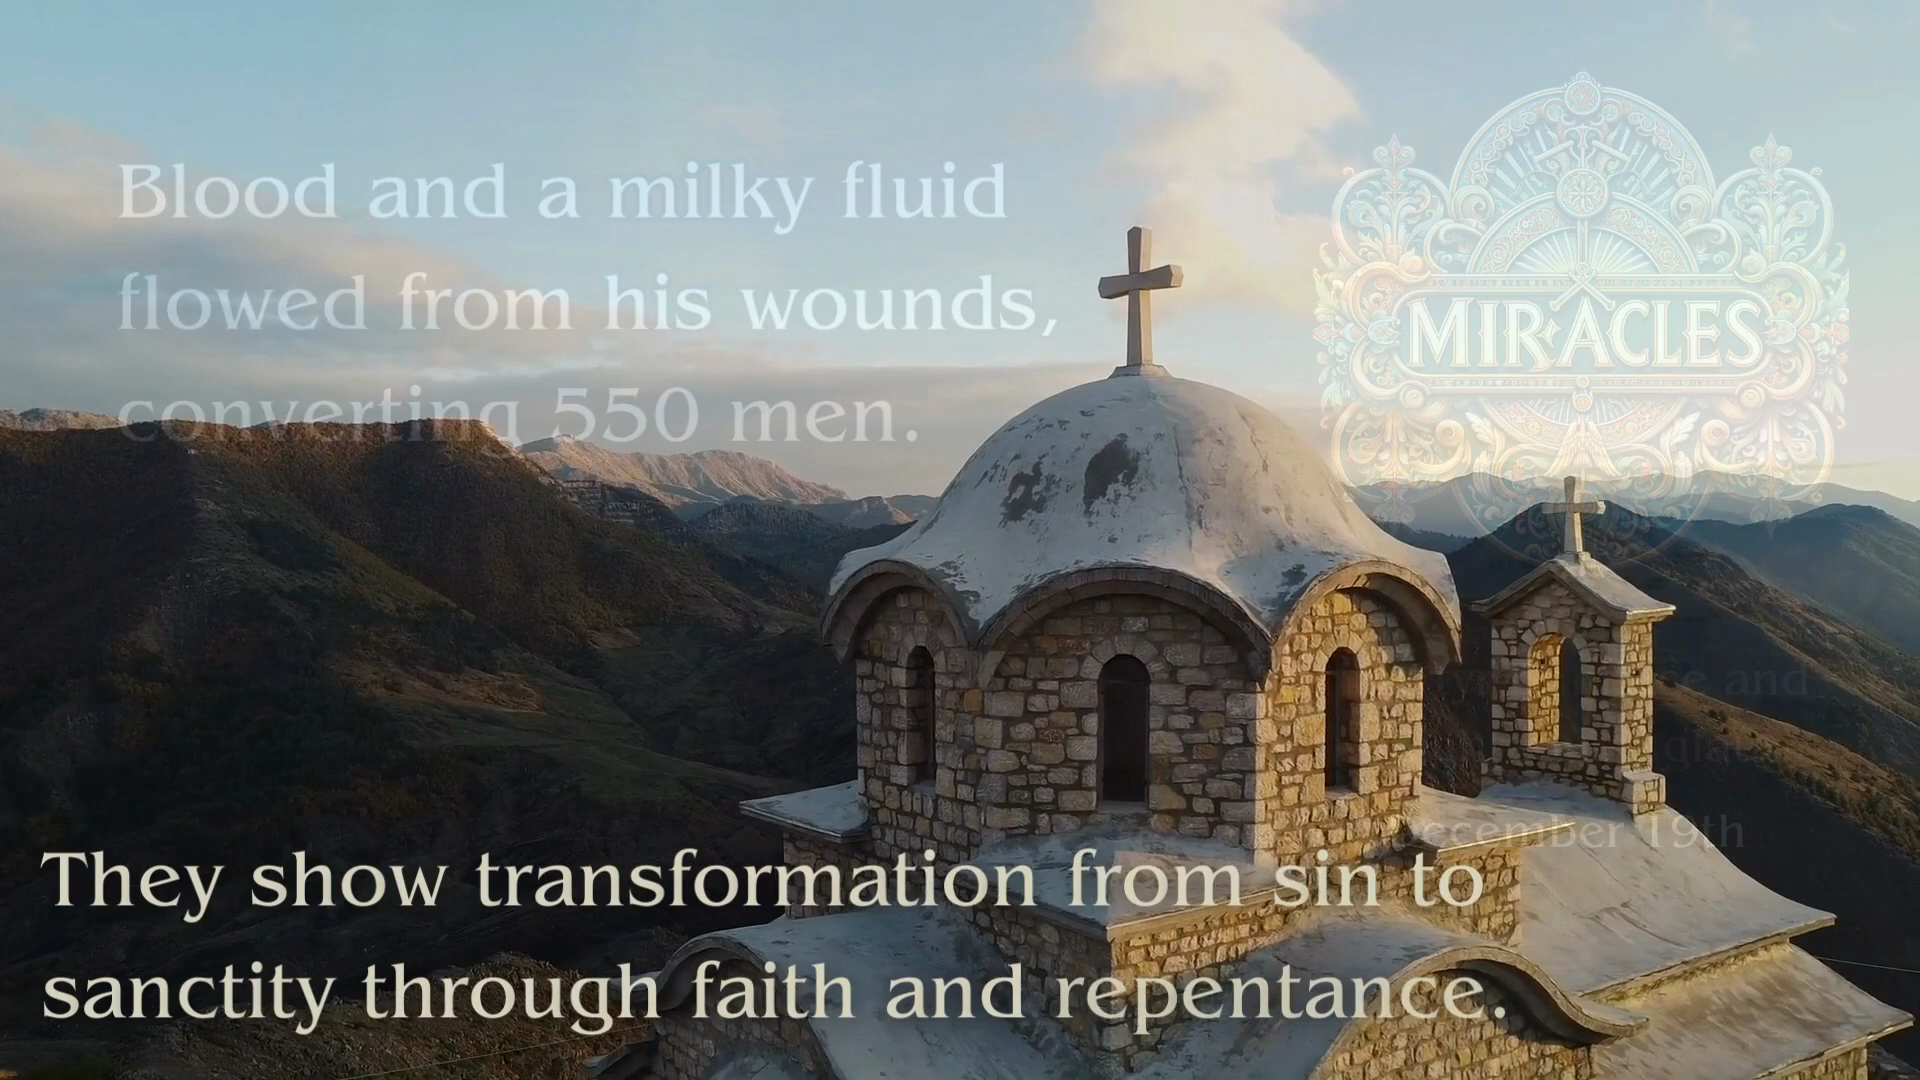 Blood and a milky fluid
flowed from his wounds,
converting 550 men.
MIRACLES
and
December 19th
They show transformation from sin to
sanctity through faith and repentance.